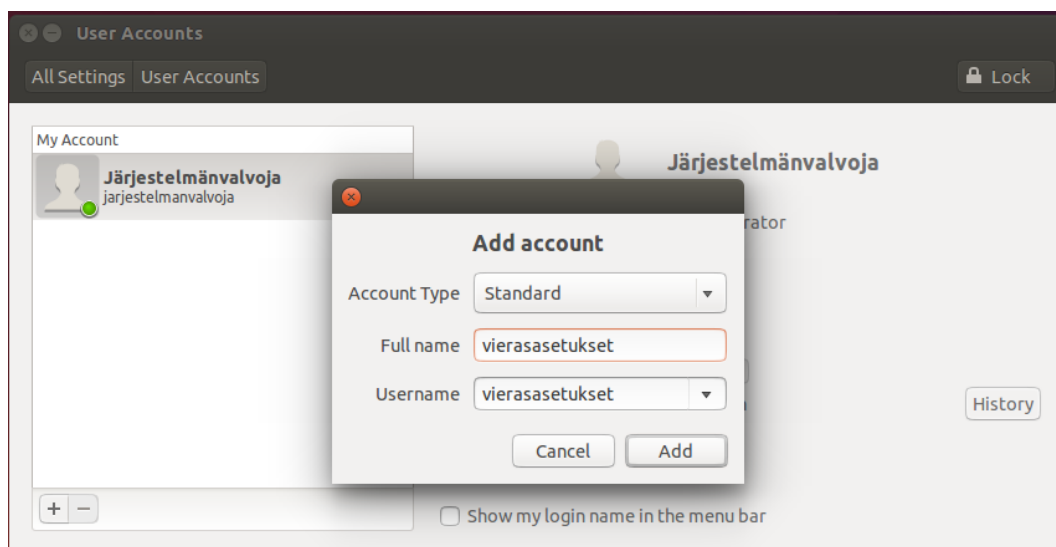 User Accounts
All Settings User Accounts Lock
My Account
Järjestelmänvalvoja
jarjestelmanvalvoja
Järjestelmänvalvoja
rator
Add account
Account Type Standard
Full name vierasasetukset
Username vierasasetukset
Cancel Add
History
Show my login name in the menu bar